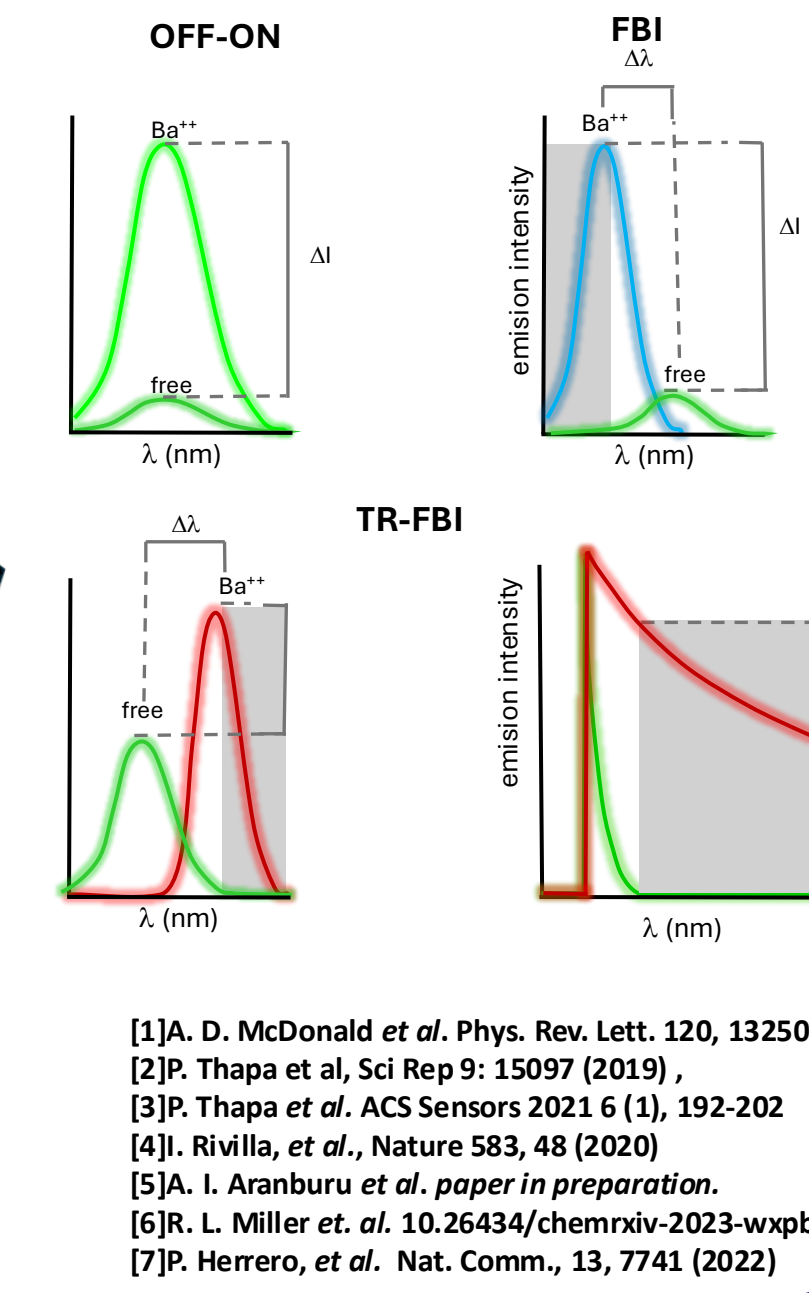 OFF-ON
FBI
Δλ
Ba++
Ba++
emision intensity
ΔI
ΔI
free
free
λ (nm)
λ (nm)
TR-FBI
Δλ
Ba++
free
emision intensity
λ (nm)
λ (nm)
[1]A. D. McDonald et al. Phys. Rev. Lett. 120, 13250
[2]P. Thapa et al, Sci Rep 9: 15097 (2019) ,
[3]P. Thapa et al. ACS Sensors 2021 6 (1), 192-202
[4]I. Rivilla, et al., Nature 583, 48 (2020)
[5]A. I. Aranburu et al. paper in preparation.
[6]R. L. Miller et. al. 10.26434/chemrxiv-2023-wxpb
[7]P. Herrero, et al. Nat. Comm., 13, 7741 (2022)